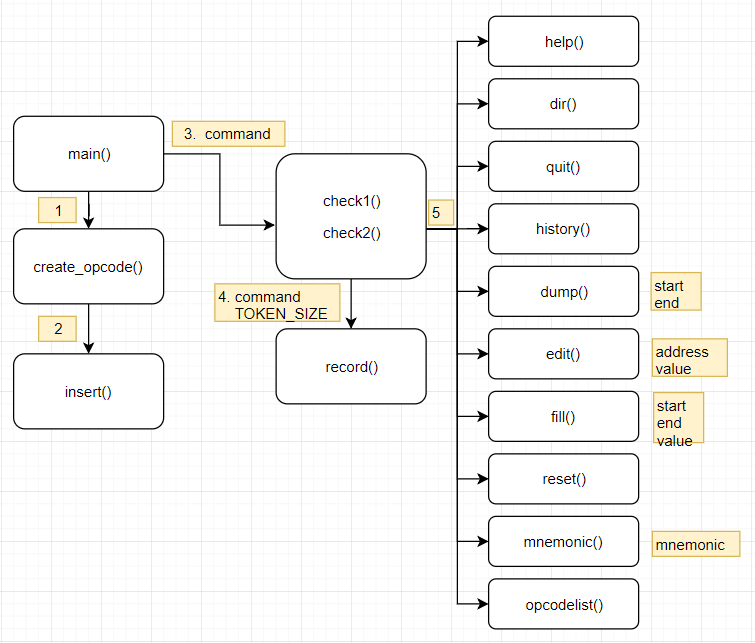 main()
1
create_opcode()
2
insert()
3. command
check1()
check2()
4. command
TOKEN_SIZE
record()
5
help()
dir()
quit()
history()
dump()
start
end
edit()
address
value
fill()
start
end
value
reset()
mnemonic()
mnemonic
opcodelist()